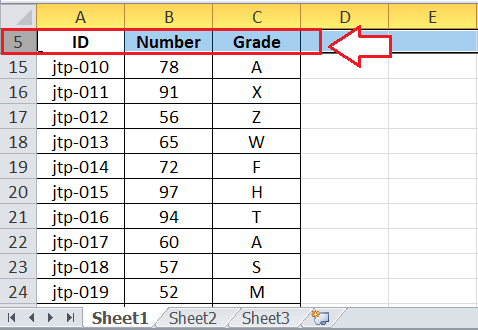 A B C D E
5 ID Number Grade
15 jtp-010 78 A
16 jtp-011 91 X
17 jtp-012 56 Z
18 jtp-013 65 W
19 jtp-014 72 F
20 jtp-015 97 H
21 jtp-016 94 T
22 jtp-017 60 A
23 jtp-018 57 S
24 jtp-019 52 M
Sheet1 Sheet2 Sheet3